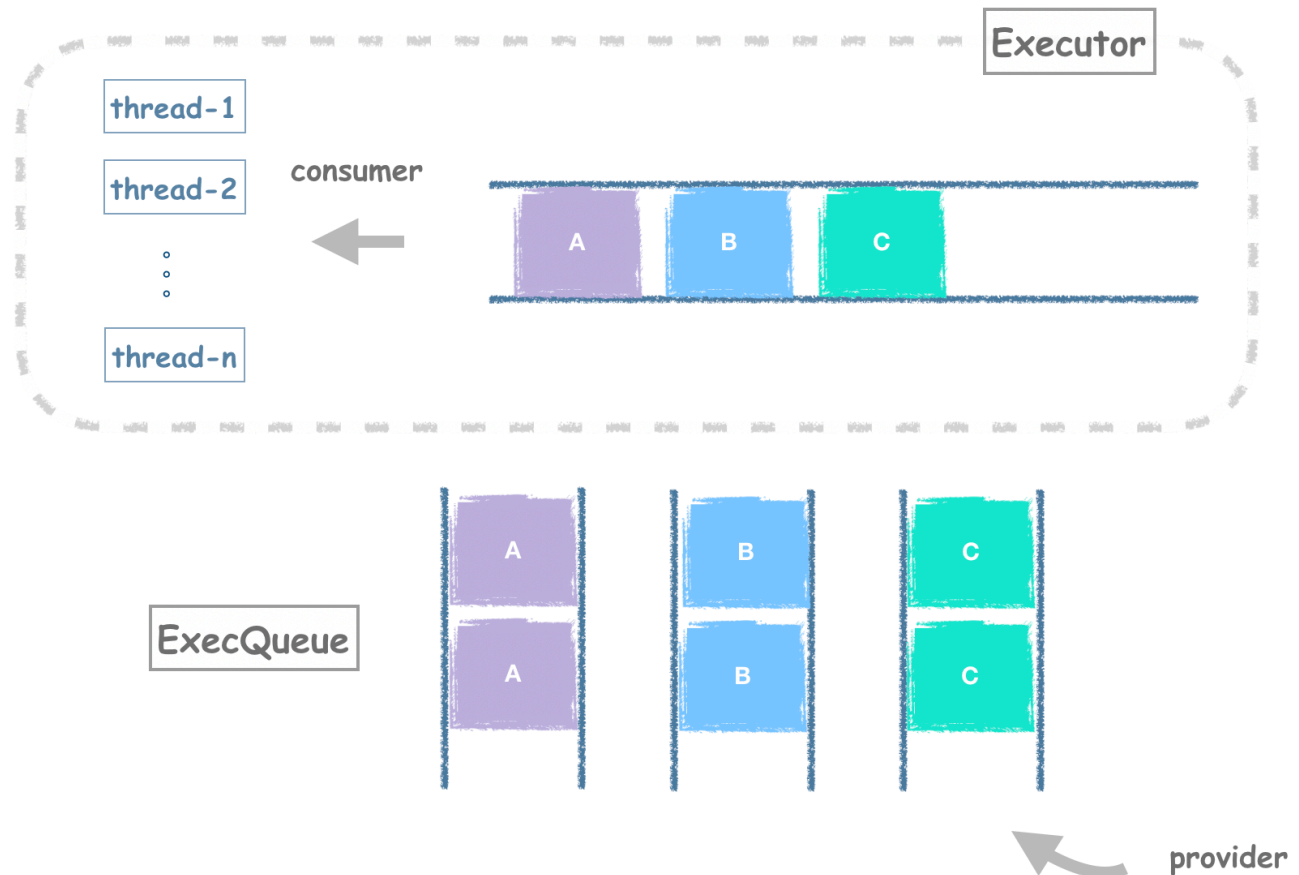 Executor
thread-1
consumer
thread-2
A B C
thread-n
A B C
ExecQueue
A B C
provider